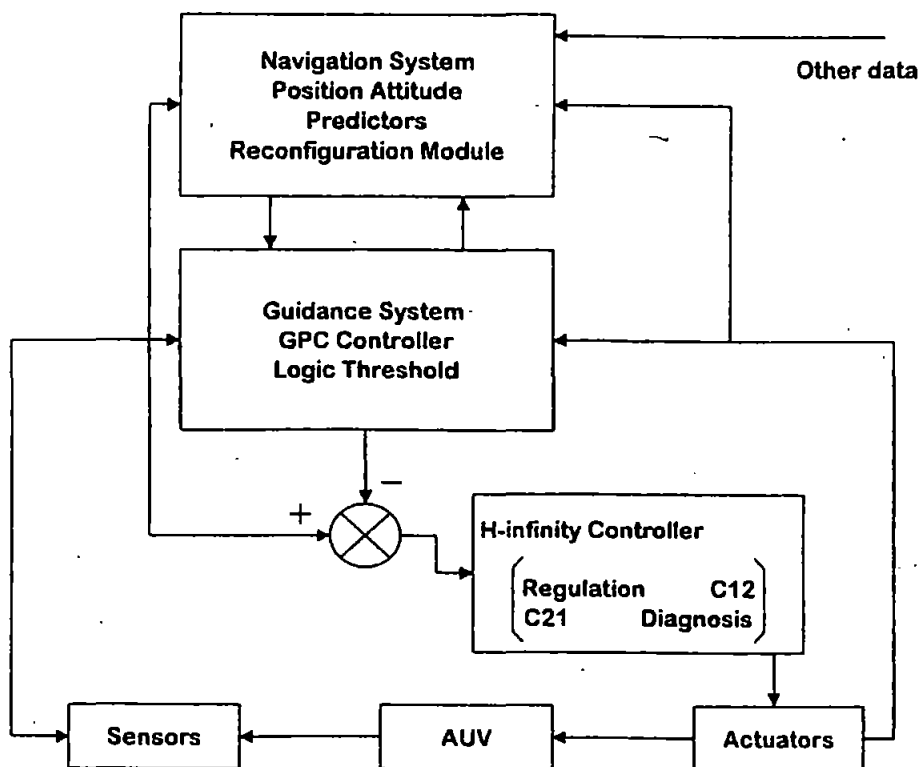 Navigation System
Position Attitude
Predictors
Reconfiguration Module
Other data
Guidance System
GPC Controller
Logic Threshold
−
+
H-infinity Controller
Regulation C12
C21 Diagnosis
Sensors
AUV
Actuators